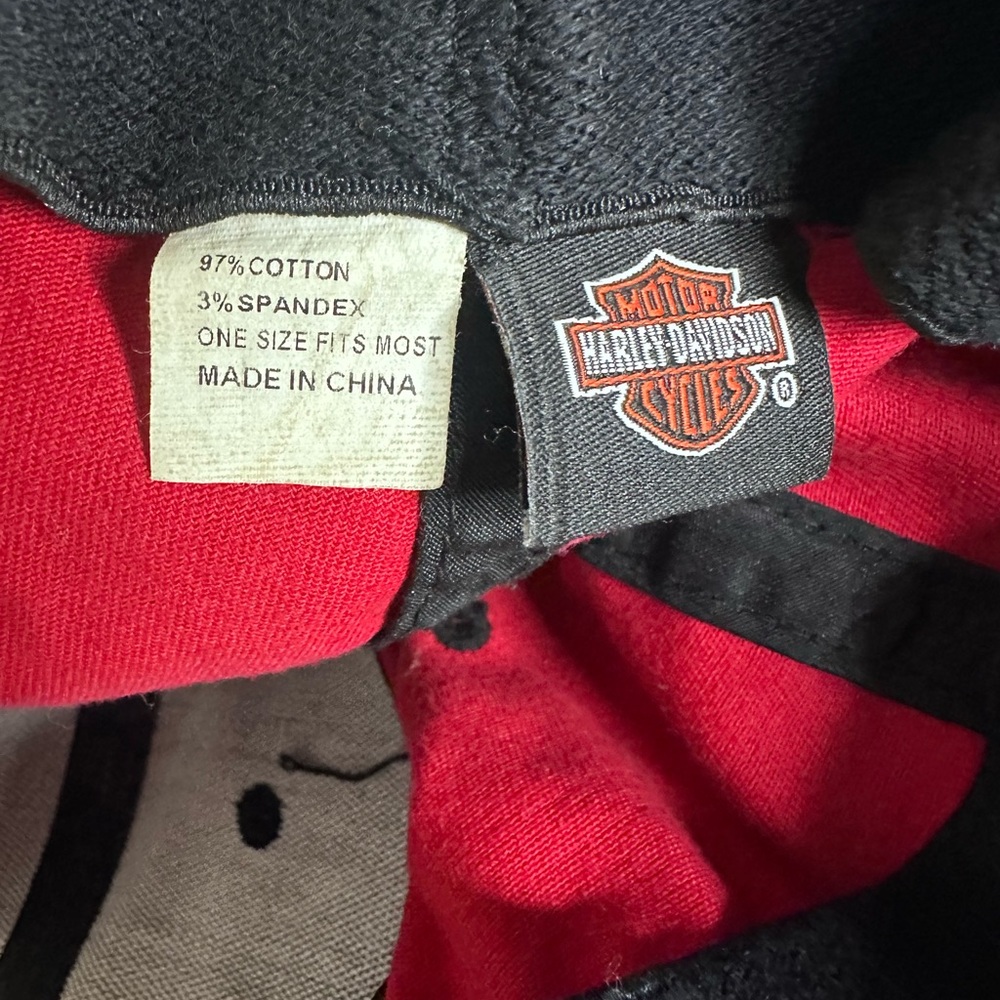 97% COTTON
3% SPANDEX
ONE SIZE FITS MOST
MADE IN CHINA
MOTOR
HARLEY-DAVIDSON
CYCLES
®